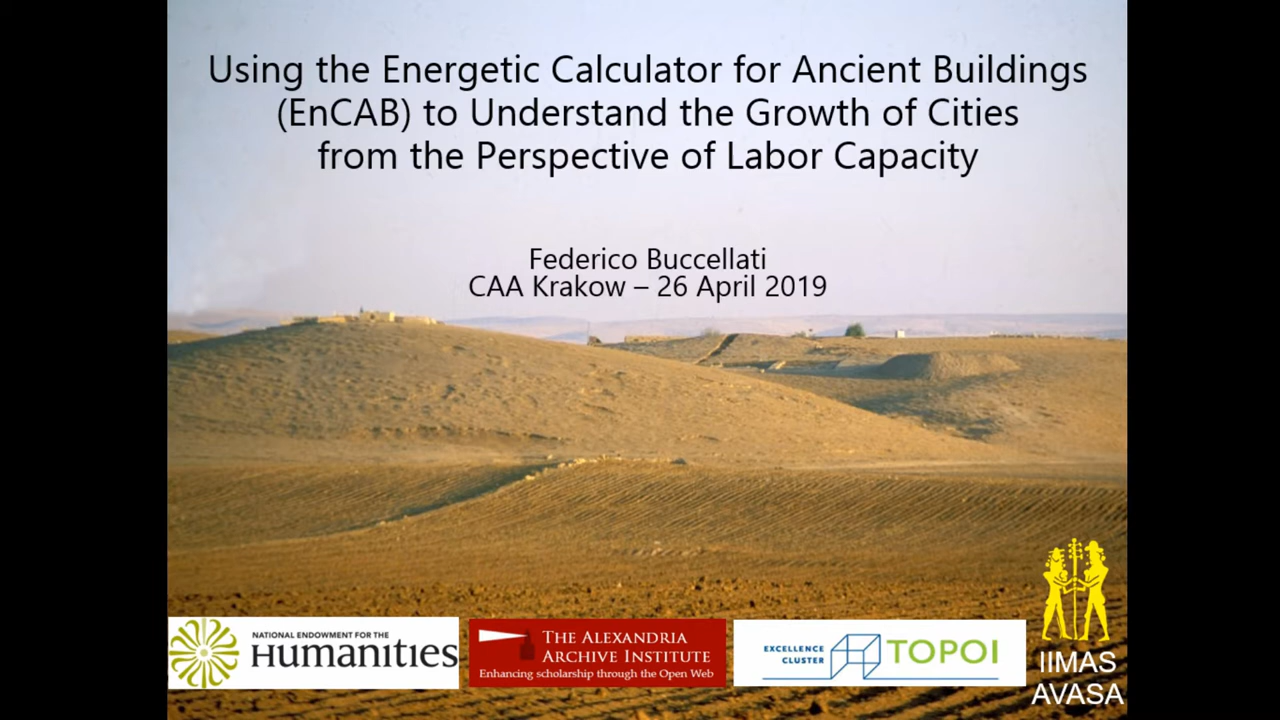 Using the Energetic Calculator for Ancient Buildings
(EnCAB) to Understand the Growth of Cities
from the Perspective of Labor Capacity
Federico Buccellati
CAA Krakow – 26 April 2019
NATIONAL ENDOWMENT FOR THE
Humanities
THE ALEXANDRIA
ARCHIVE INSTITUTE
Enhancing scholarship through the Open Web
EXCELLENCE
CLUSTER
TOPOI
IIMAS
AVASA